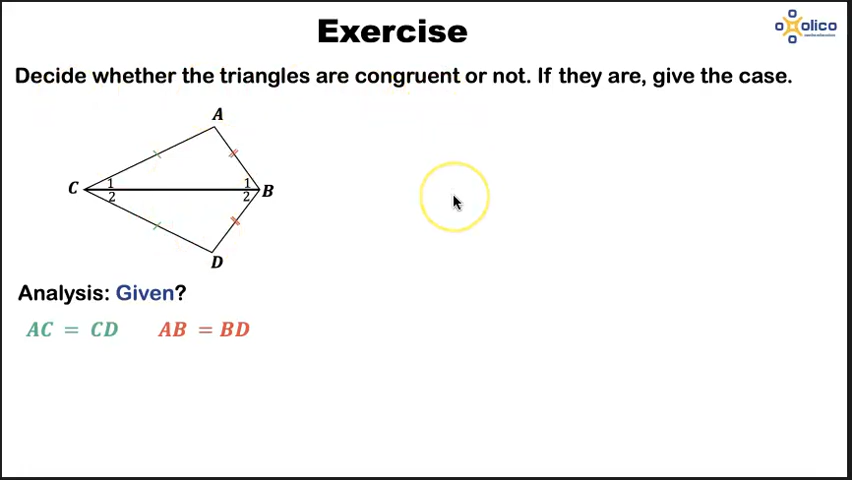 Exercise
olico
Decide whether the triangles are congruent or not. If they are, give the case.
A
C 1 1 B
2 2
D
Analysis: Given?
AC = CD AB = BD